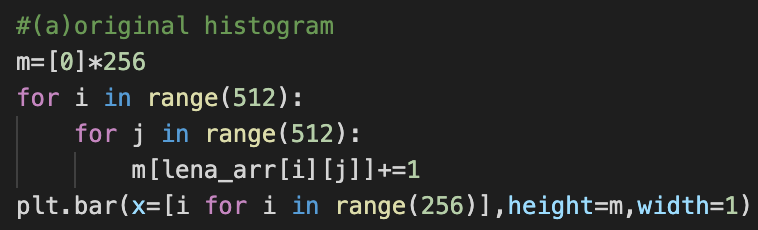 #(a)original histogram
m=[0]*256
for i in range(512):
    for j in range(512):
        m[lena_arr[i][j]]+=1
plt.bar(x=[i for i in range(256)],height=m,width=1)